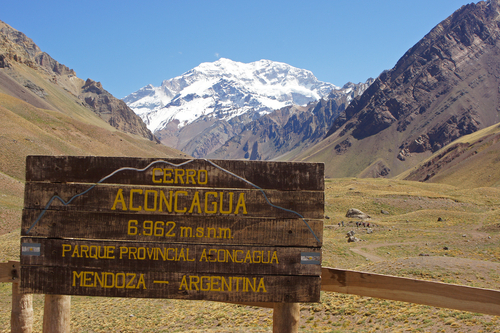 CERRO
ACONCAGUA
6.962 m.s.n.m
PARQUE PROVINCIAL ACONCAGUA
MENDOZA — ARGENTINA